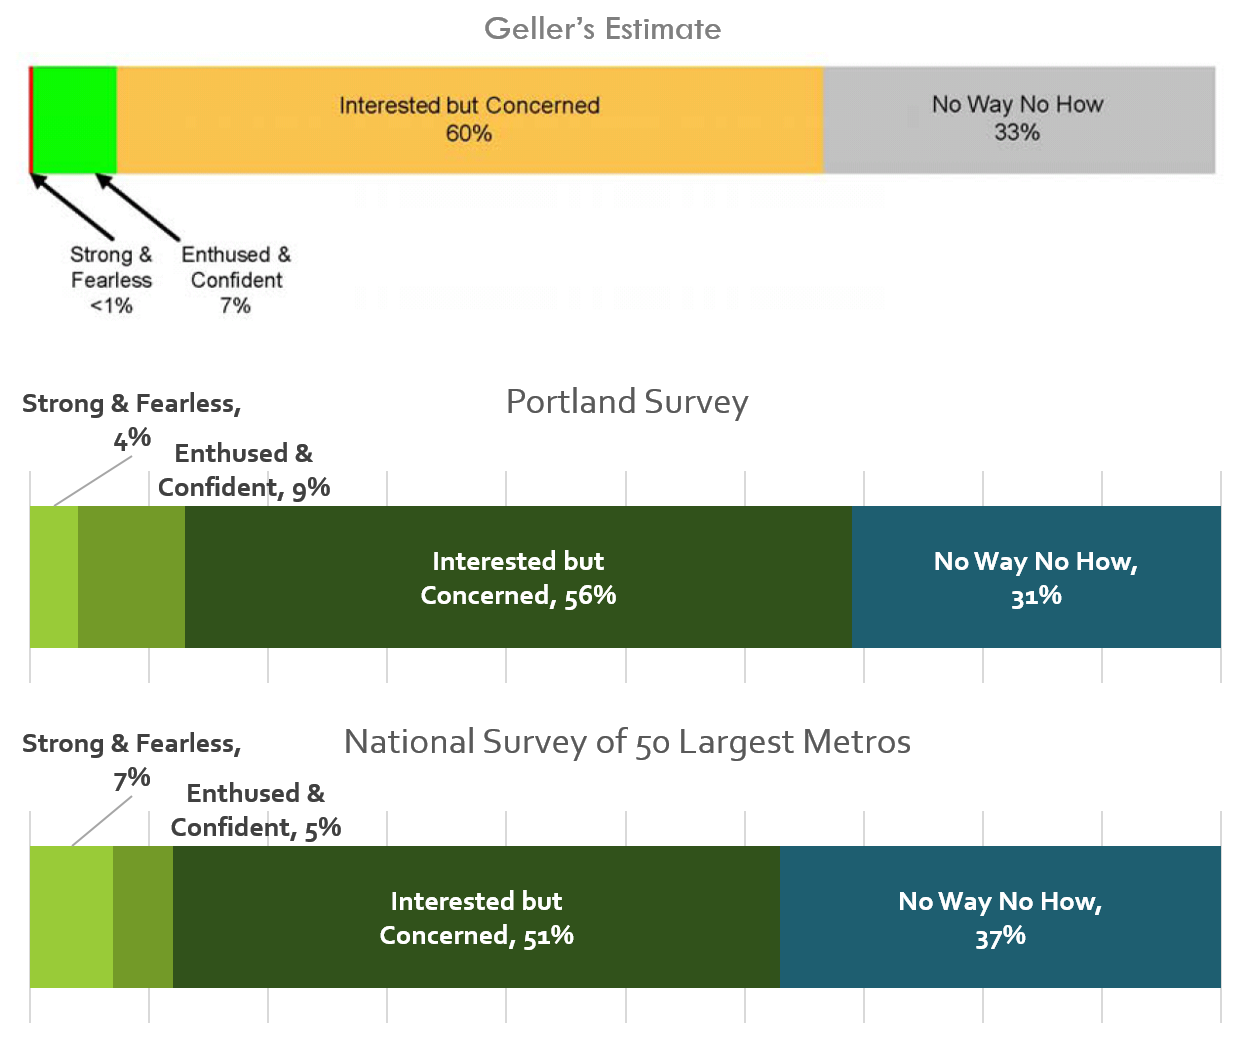 Geller's Estimate
Interested but Concerned
60%
No Way No How
33%
Strong &
Fearless
<1%
Enthused &
Confident
7%
Portland Survey
Strong & Fearless,
4%
Enthused &
Confident, 9%
Interested but
Concerned, 56%
No Way No How,
31%
National Survey of 50 Largest Metros
Strong & Fearless,
7%
Enthused &
Confident, 5%
Interested but
Concerned, 51%
No Way No How,
37%